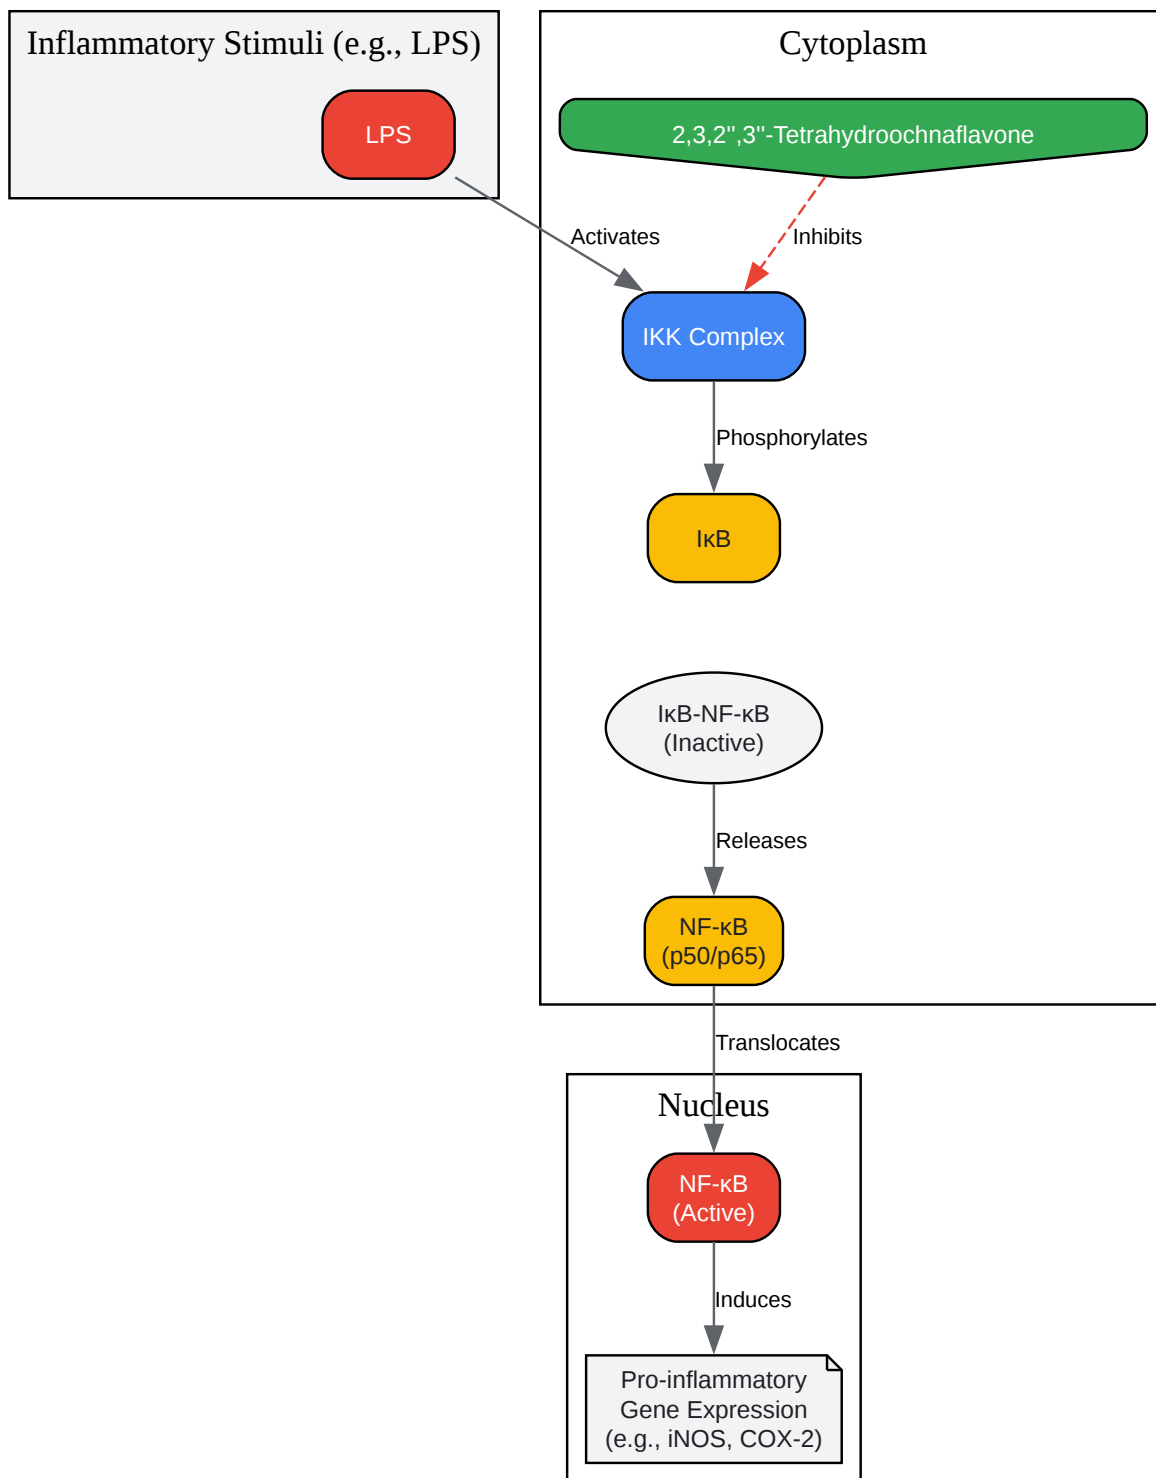 Inflammatory Stimuli (e.g., LPS)
LPS
Cytoplasm
2,3,2'',3''-Tetrahydroochnaflavone
Activates
Inhibits
IKK Complex
Phosphorylates
IκB
IκB-NF-κB
(Inactive)
Releases
NF-κB
(p50/p65)
Translocates
Nucleus
NF-κB
(Active)
Induces
Pro-inflammatory
Gene Expression
(e.g., iNOS, COX-2)